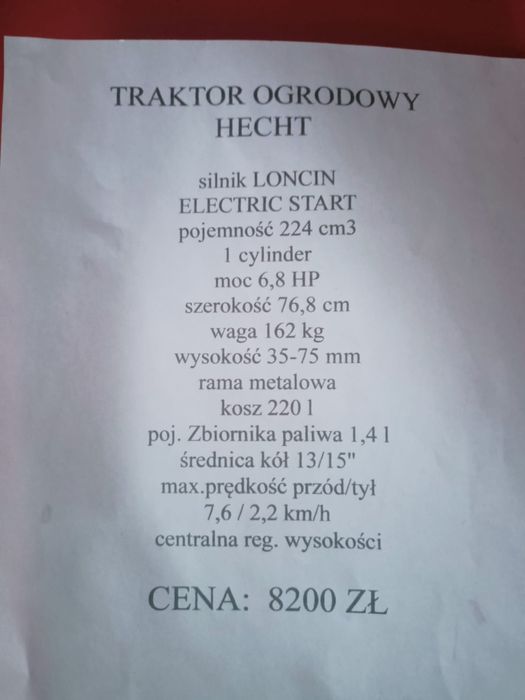 TRAKTOR OGRODOWY
HECHT
silnik LONCIN
ELECTRIC START
pojemność 224 cm3
1 cylinder
moc 6,8 HP
szerokość 76,8 cm
waga 162 kg
wysokość 35-75 mm
rama metalowa
kosz 220 l
poj. Zbiornika paliwa 1,4 l
średnica kół 13/15"
max.prędkość przód/tył
7,6 / 2,2 km/h
centralna reg. wysokości
CENA: 8200 ZŁ